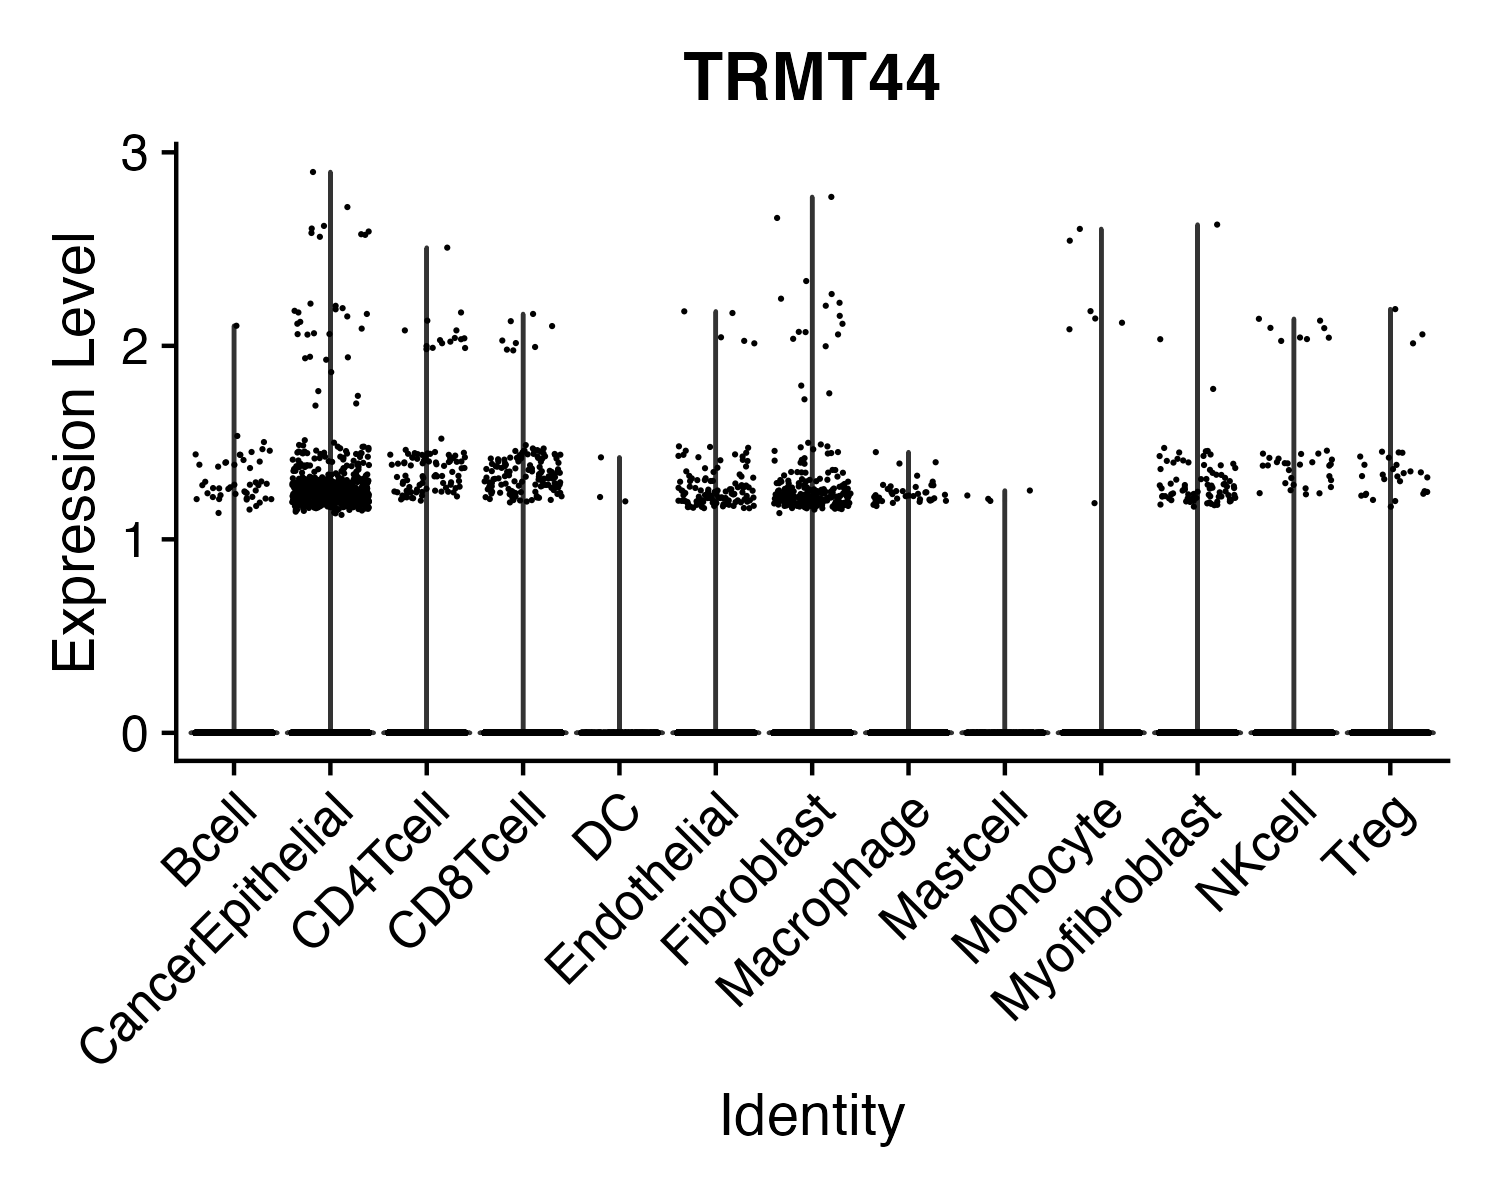 TRMT44
Expression Level
3
2
1
0
Bcell
CancerEpithelial
CD4Tcell
CD8Tcell
DC
Endothelial
Fibroblast
Macrophage
Mastcell
Monocyte
Myofibroblast
NKcell
Treg
Identity